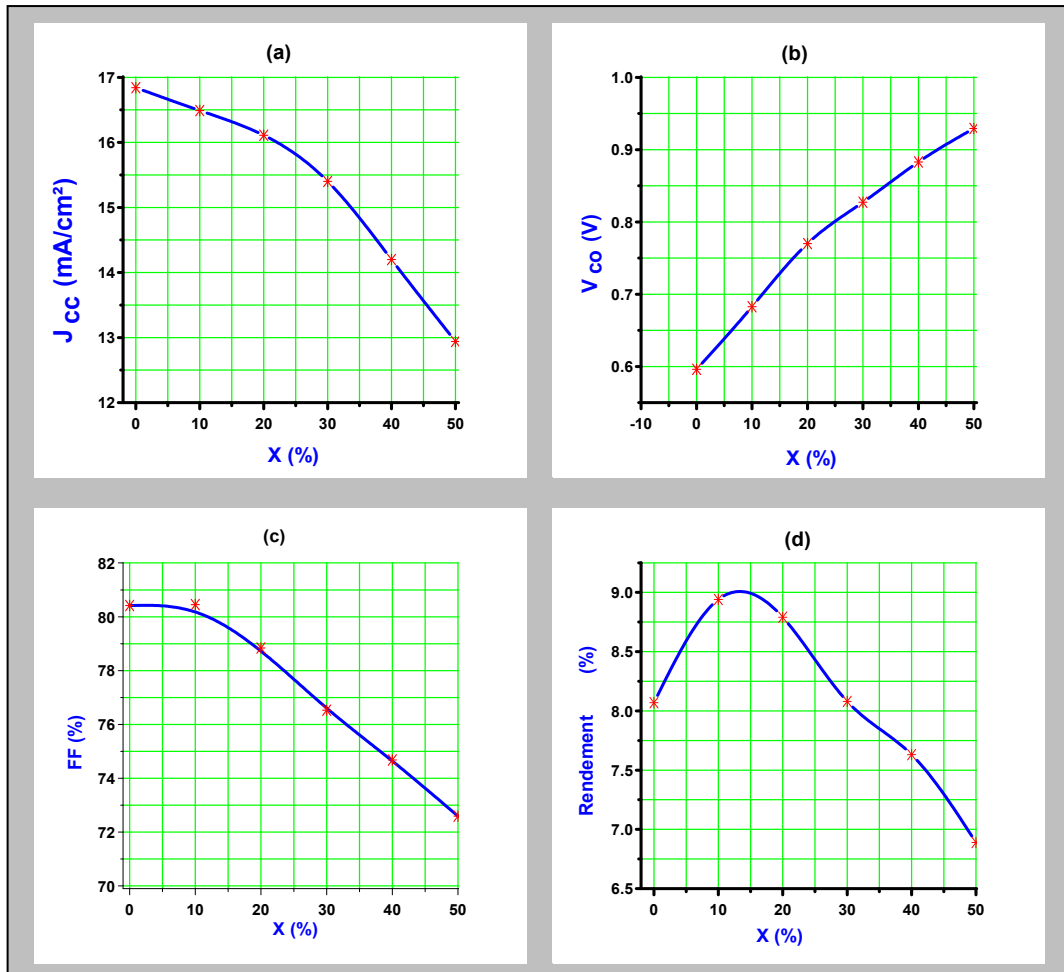 (a)
17
16
15
14
13
12
J cc (mA/cm²)
0 10 20 30 40 50
X (%)
(b)
1.0
0.9
0.8
0.7
0.6
V co (V)
-10 0 10 20 30 40 50
X (%)
(c)
82
80
78
76
74
72
70
FF (%)
0 10 20 30 40 50
X (%)
(d)
9.0
8.5
8.0
7.5
7.0
6.5
Rendement (%)
0 10 20 30 40 50
X (%)